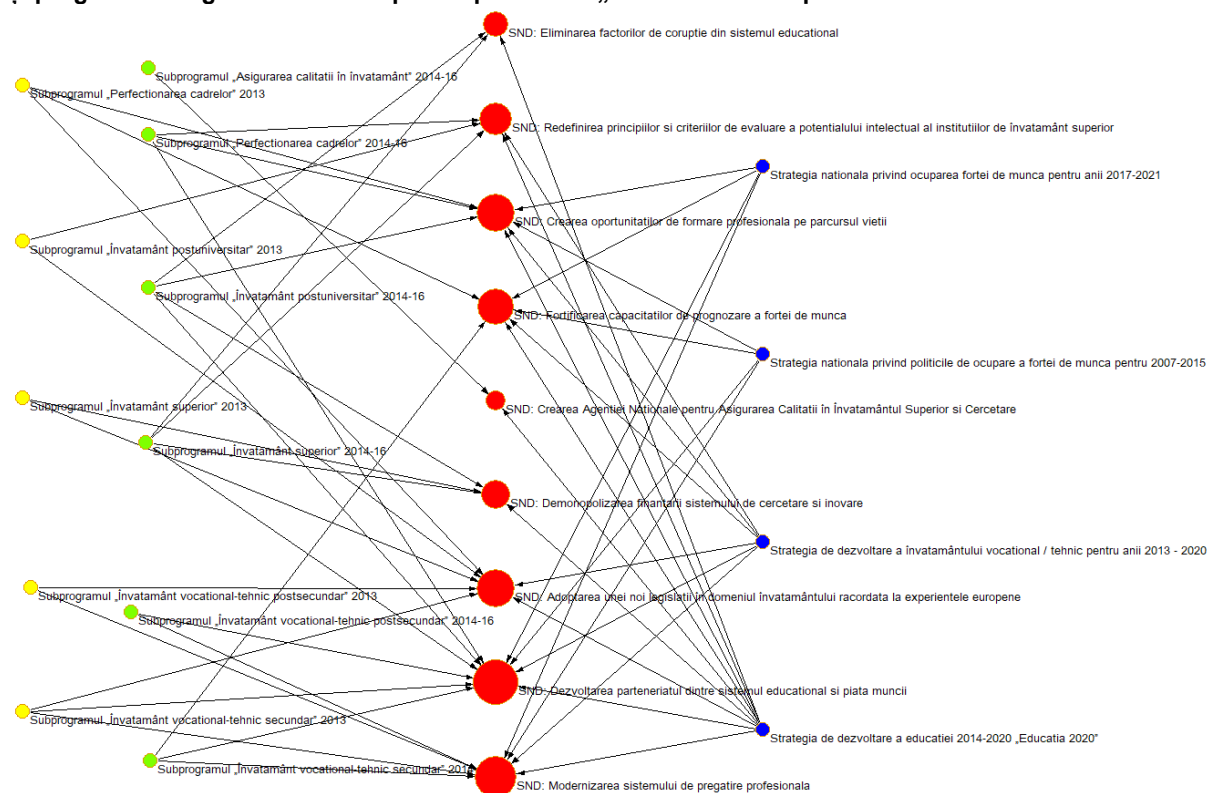 SND: Eliminarea factorilor de coruptie din sistemul educational
Subprogramul „Asigurarea calitatii în învatamânt” 2014-16
Subprogramul „Perfectionarea cadrelor” 2013
SND: Redefinirea principiilor si criteriilor de evaluare a potentialului intelectual al institutiilor de învatamânt superior
Subprogramul „Perfectionarea cadrelor” 2014-16
Strategia nationala privind ocuparea fortei de munca pentru anii 2017-2021
SND: Crearea oportunitatilor de formare profesionala pe parcursul vietii
Subprogramul „Învatamânt postuniversitar” 2013
Subprogramul „Învatamânt postuniversitar” 2014-16
SND: Fortificarea capacitatilor de prognozare a fortei de munca
Strategia nationala privind politicile de ocupare a fortei de munca pentru 2007-2015
Subprogramul „Învatamânt superior” 2013
SND: Crearea Agentiei Nationale pentru Asigurarea Calitatii în Învatamântul Superior si Cercetare
Subprogramul „Învatamânt superior” 2014-16
SND: Demonopolizarea finantarii sistemului de cercetare si inovare
Strategia de dezvoltare a învatamântului vocational / tehnic pentru anii 2013 - 2020
Subprogramul „Învatamânt vocational-tehnic postsecundar” 2013
SND: Adoptarea unei noi legislatii în domeniul învatamântului racordata la experientele europene
Subprogramul „Învatamânt vocational-tehnic postsecundar” 2014-16
SND: Dezvoltarea parteneriatul dintre sistemul educational si piata muncii
Subprogramul „Învatamânt vocational-tehnic secundar” 2013
Strategia de dezvoltare a educatiei 2014-2020 „Educatia 2020”
Subprogramul „Învatamânt vocational-tehnic secundar”
SND: Modernizarea sistemului de pregatire profesionala